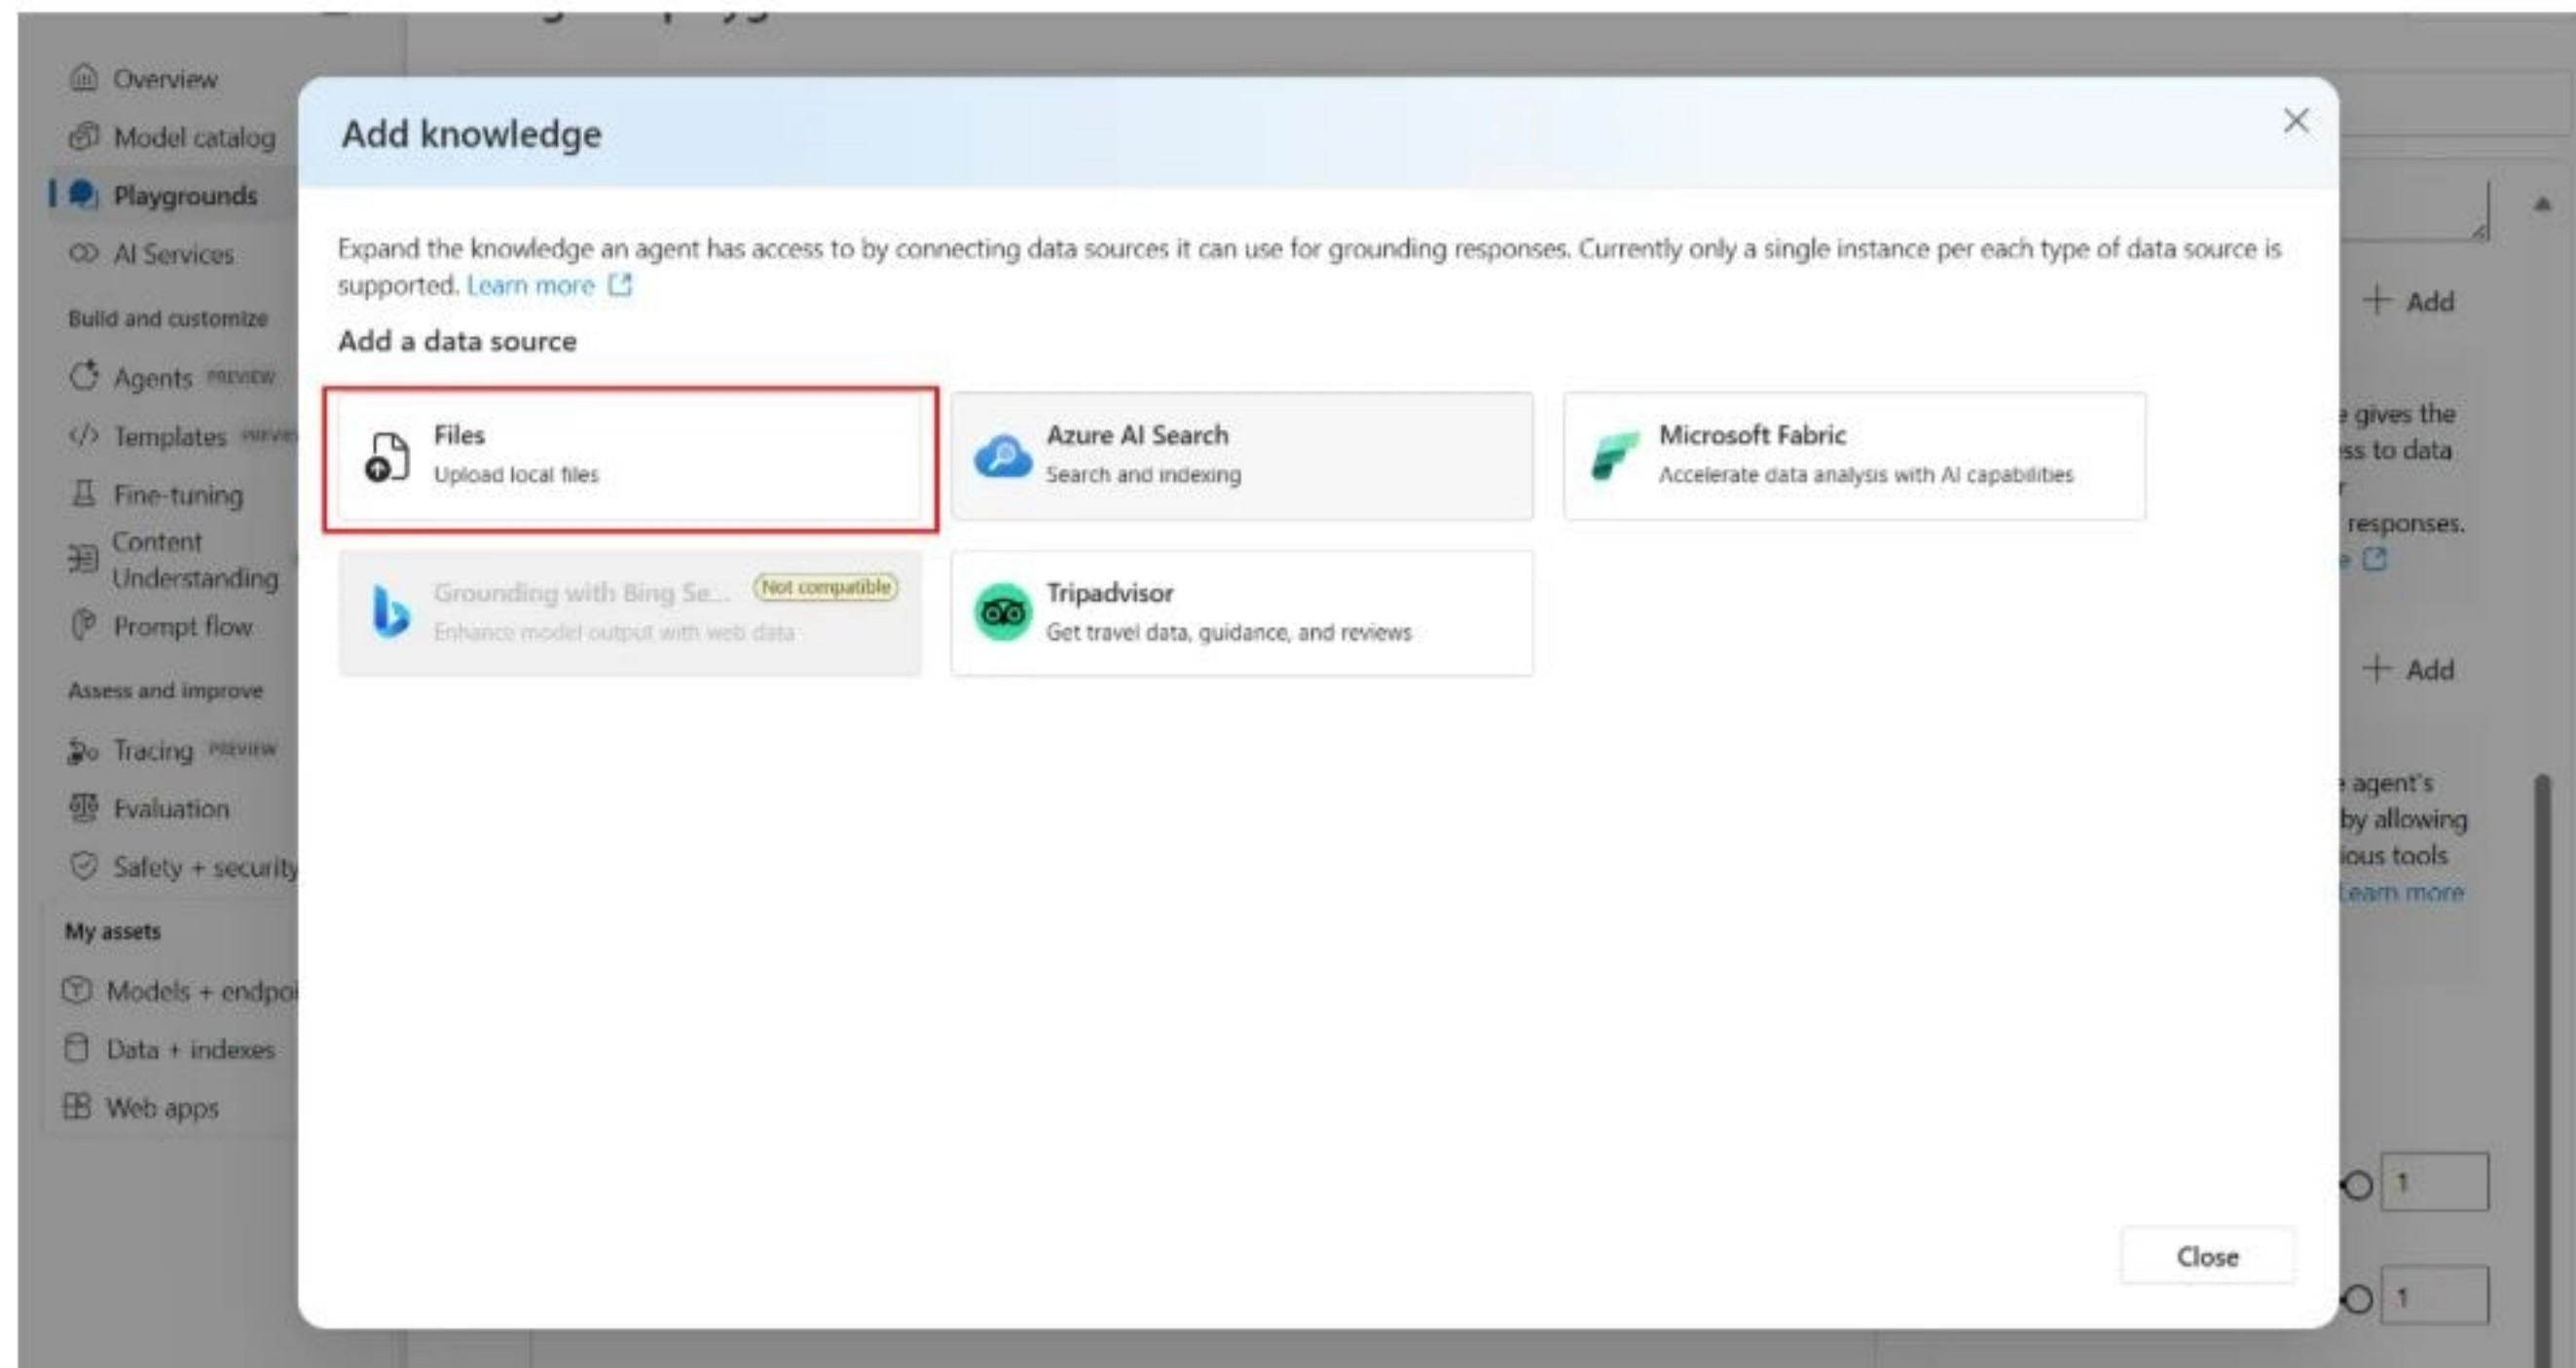 Overview
Model catalog
Playgrounds
AI Services
Build and customize
Agents PREVIEW
Templates
Fine-tuning
Content
Understanding
Prompt flow
Assess and improve
Tracing PREVIEW
Evaluation
Safety + security
My assets
Models + endpoi
Data + indexes
Web apps
Add knowledge
Expand the knowledge an agent has access to by connecting data sources it can use for grounding responses. Currently only a single instance per each type of data source is
supported. Learn more
Add a data source
Files
Upload local files
Azure AI Search
Search and indexing
Microsoft Fabric
Accelerate data analysis with AI capabilities
Grounding with Bing Se...
Not compatible
Enhance model output with web data
Tripadvisor
Get travel data, guidance, and reviews
Close
+ Add
e gives the
ss to data
r
responses.
e
+ Add
e agent's
by allowing
ious tools
Learn more
1
1